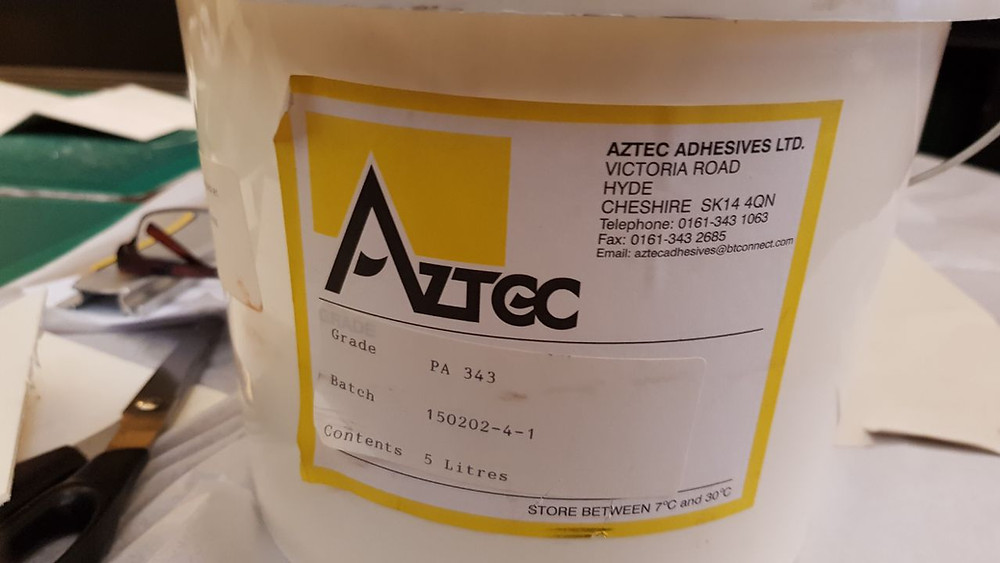 AZTEC ADHESIVES LTD.
VICTORIA ROAD
HYDE
CHESHIRE SK14 4QN
Telephone: 0161-343 1063
Fax: 0161-343 2685
Email: aztecadhesives@btconnect.com
AZTEC
GRADE
Grade PA 343
Batch 150202-4-1
Contents 5 Litres
STORE BETWEEN 7°C and 30°C